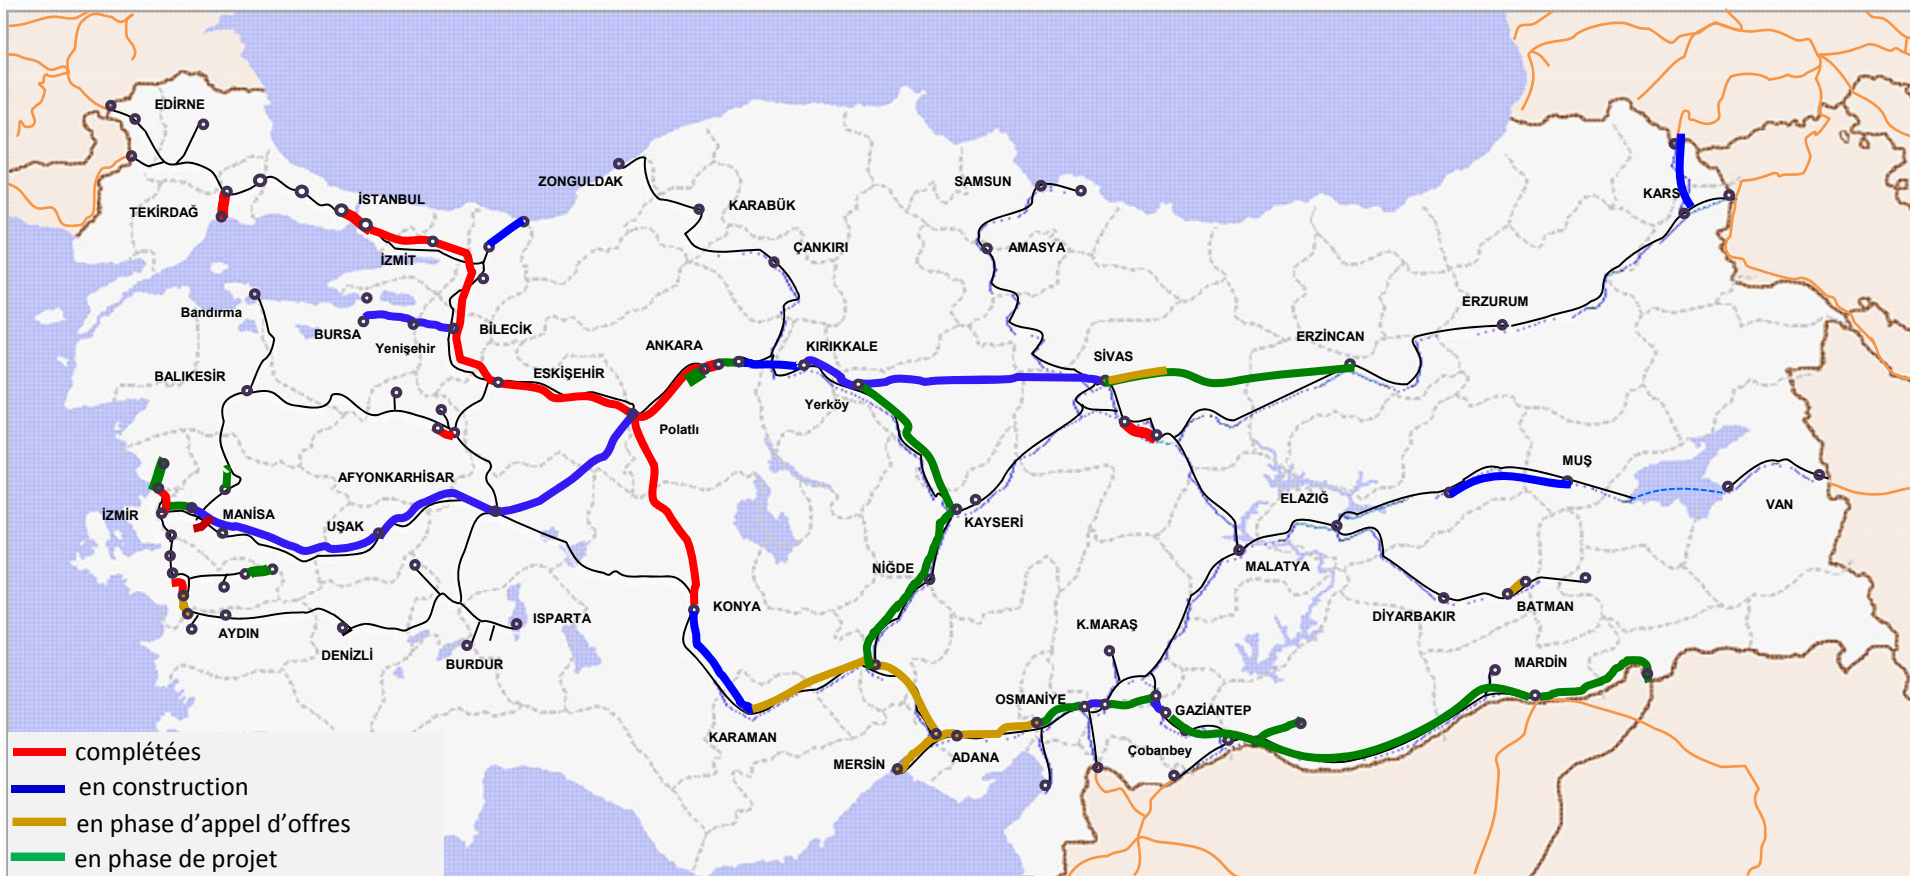 EDİRNE
TEKİRDAĞ
İSTANBUL
İZMİT
ZONGULDAK
KARABÜK
ÇANKIRI
SAMSUN
AMASYA
KARS
Bandırma
BURSA
Yenişehir
BİLECİK
ESKİŞEHİR
ANKARA
KIRIKKALE
Yerköy
SİVAS
ERZİNCAN
ERZURUM
BALIKESİR
Polatlı
AFYONKARHİSAR
İZMİR
MANİSA
UŞAK
KAYSERİ
ELAZIĞ
MUŞ
VAN
NİĞDE
MALATYA
KONYA
ISPARTA
AYDIN
DENİZLİ
BURDUR
K.MARAŞ
DİYARBAKIR
BATMAN
MARDİN
OSMANİYE
GAZİANTEP
KARAMAN
MERSİN
ADANA
Çobanbey
complétées
en construction
en phase d’appel d’offres
en phase de projet